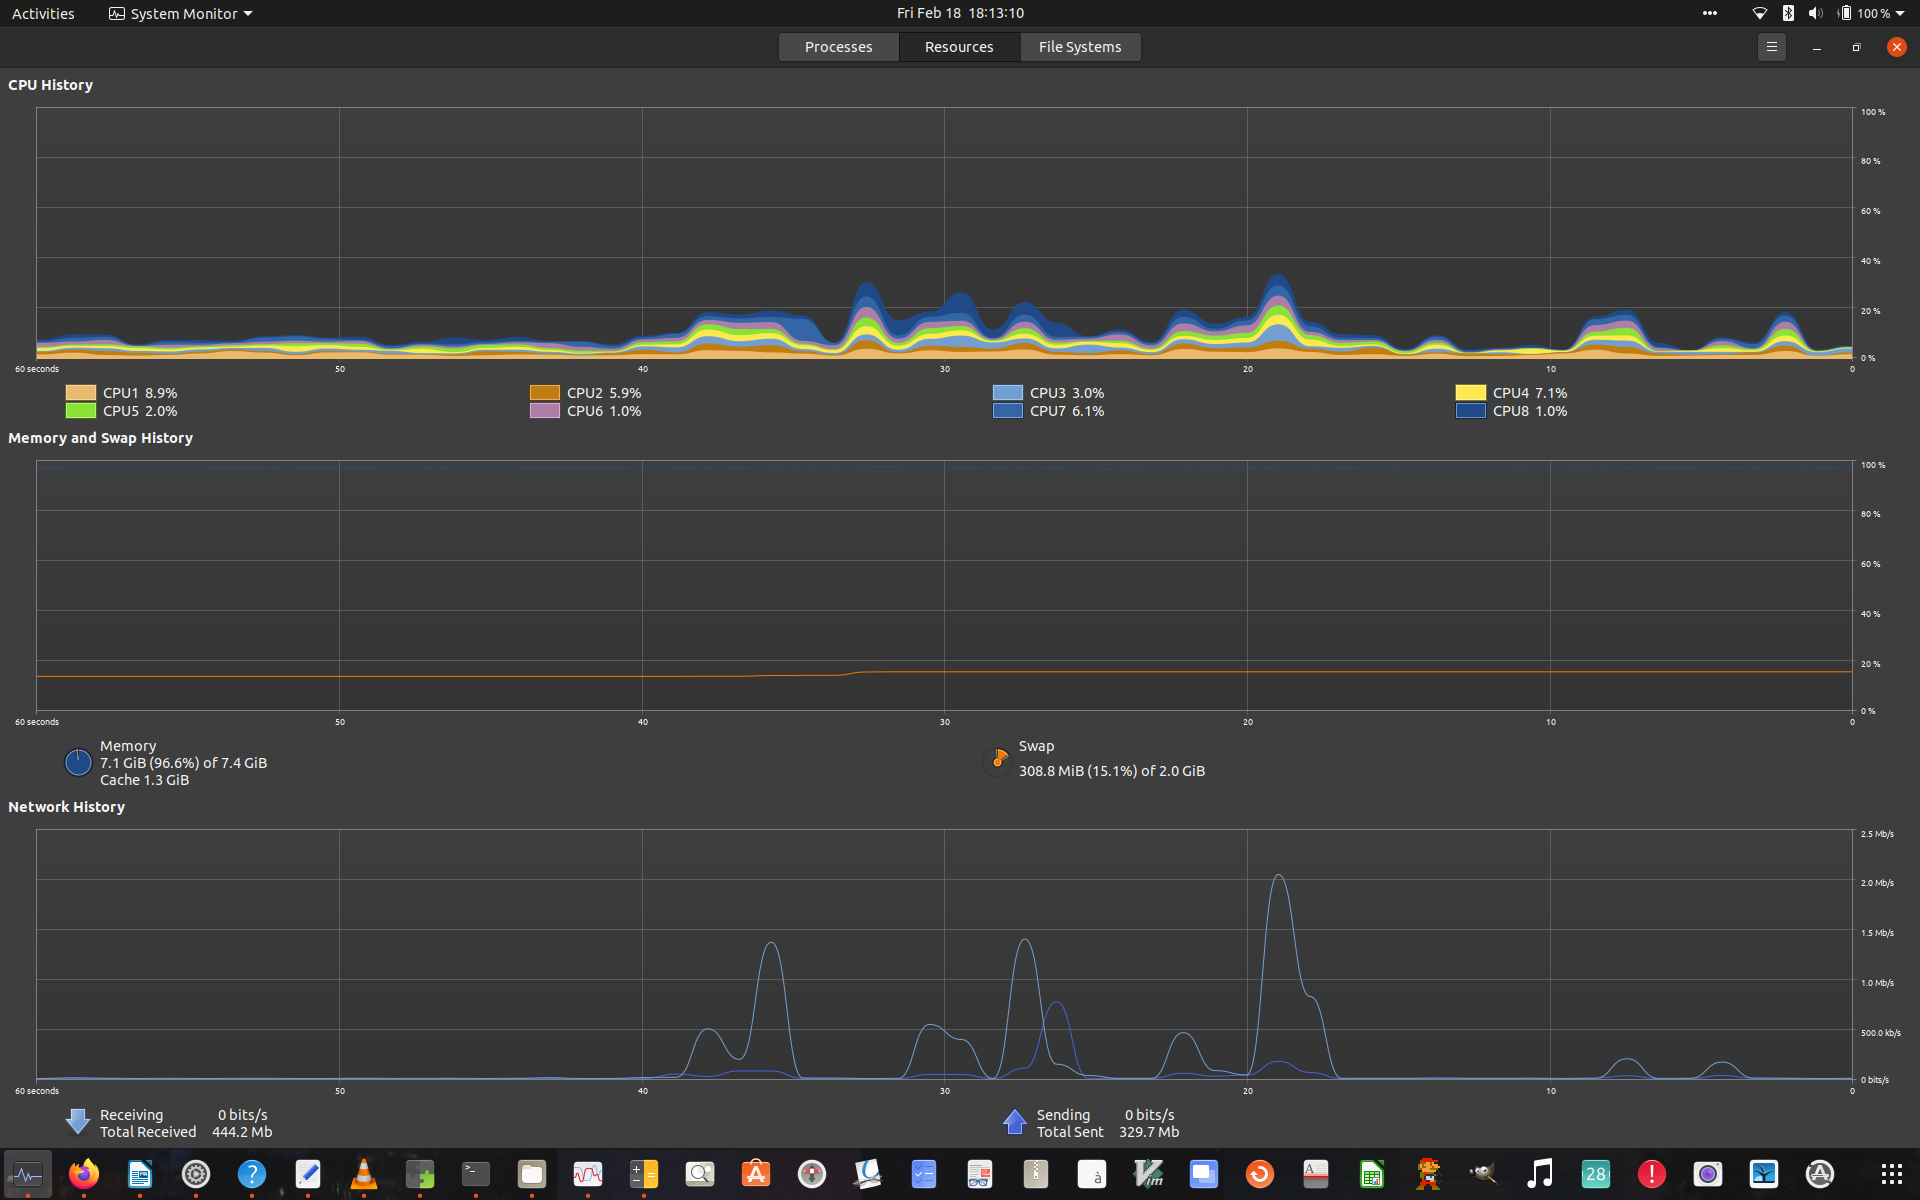 Activities System Monitor Fri Feb 18 18:13:10 100 %
Processes Resources File Systems
CPU History
100 %
80 %
60 %
40 %
20 %
0 %
60 seconds 50 40 30 20 10 0
CPU1 8.9% CPU2 5.9% CPU3 3.0% CPU4 7.1%
CPU5 2.0% CPU6 1.0% CPU7 6.1% CPU8 1.0%
Memory and Swap History
100 %
80 %
60 %
40 %
20 %
0 %
60 seconds 50 40 30 20 10 0
Memory
7.1 GiB (96.6%) of 7.4 GiB
Cache 1.3 GiB
Swap
308.8 MiB (15.1%) of 2.0 GiB
Network History
2.5 Mb/s
2.0 Mb/s
1.5 Mb/s
1.0 Mb/s
500.0 kb/s
0 bits/s
60 seconds 50 40 30 20 10 0
Receiving 0 bits/s Sending 0 bits/s
Total Received 444.2 Mb Total Sent 329.7 Mb
? >_ à Vim A 28 !